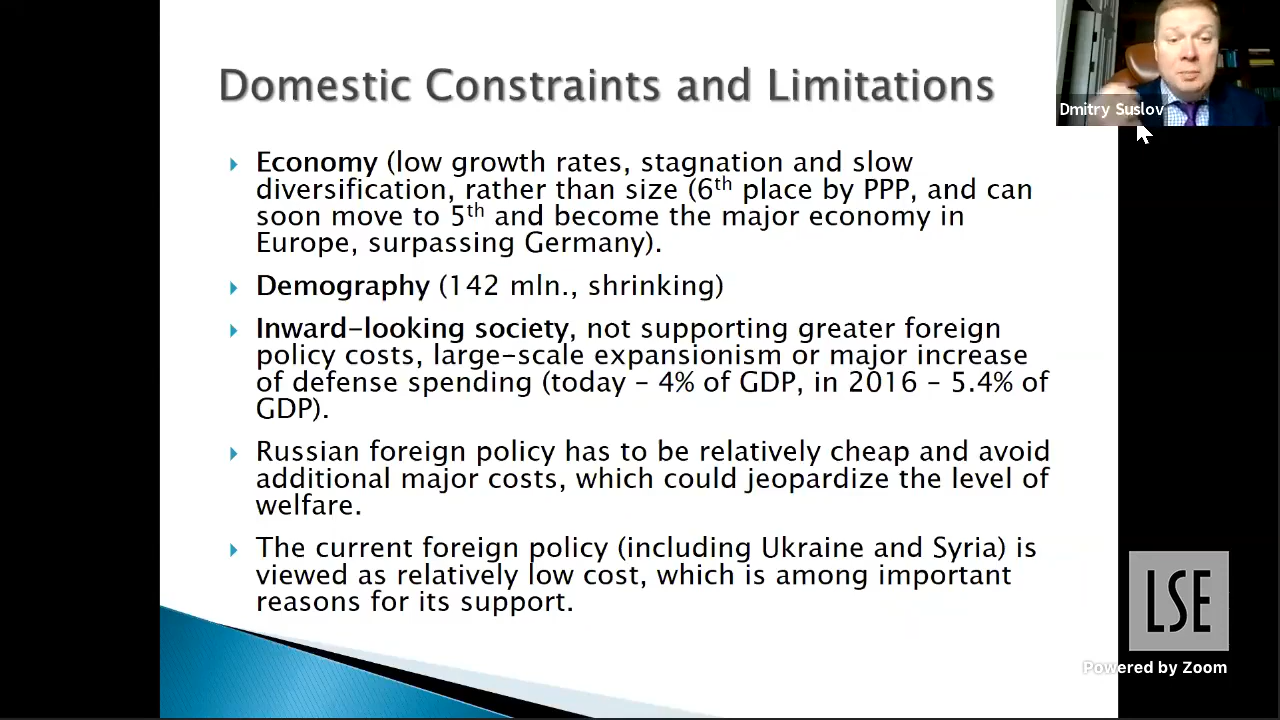 Domestic Constraints and Limitations
Dmitry Suslov
Economy (low growth rates, stagnation and slow
diversification, rather than size (6th place by PPP, and can
soon move to 5th and become the major economy in
Europe, surpassing Germany).
Demography (142 mln., shrinking)
Inward-looking society, not supporting greater foreign
policy costs, large-scale expansionism or major increase
of defense spending (today – 4% of GDP, in 2016 – 5.4% of
GDP).
Russian foreign policy has to be relatively cheap and avoid
additional major costs, which could jeopardize the level of
welfare.
The current foreign policy (including Ukraine and Syria) is
viewed as relatively low cost, which is among important
reasons for its support.
LSE
Powered by Zoom